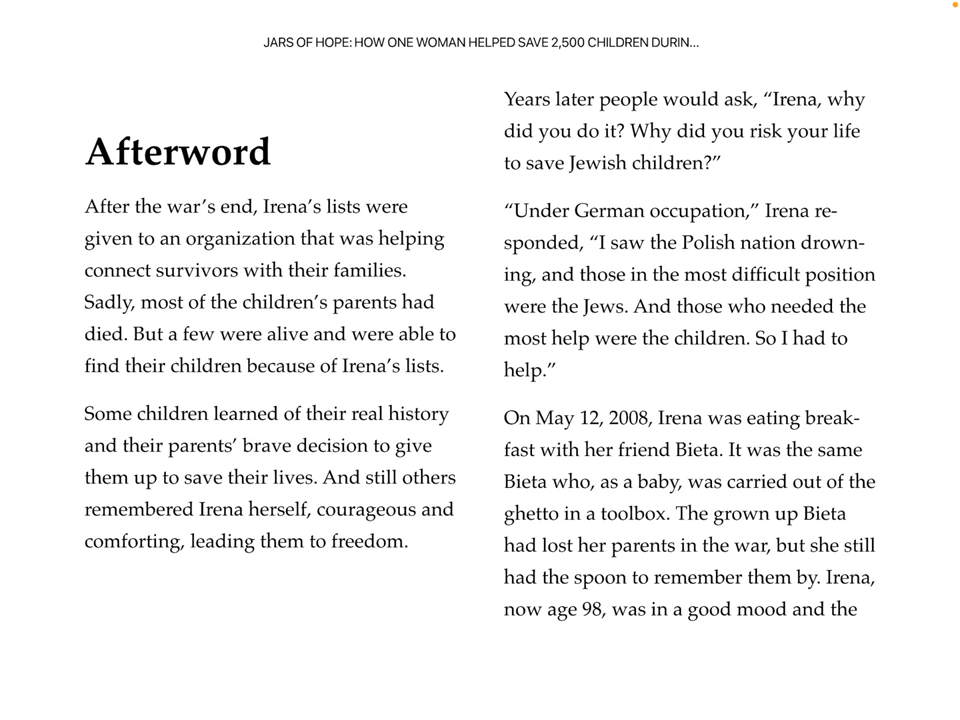 JARS OF HOPE: HOW ONE WOMAN HELPED SAVE 2,500 CHILDREN DURIN...
Afterword
After the war’s end, Irena’s lists were
given to an organization that was helping
connect survivors with their families.
Sadly, most of the children’s parents had
died. But a few were alive and were able to
find their children because of Irena’s lists.
Some children learned of their real history
and their parents’ brave decision to give
them up to save their lives. And still others
remembered Irena herself, courageous and
comforting, leading them to freedom.
Years later people would ask, “Irena, why
did you do it? Why did you risk your life
to save Jewish children?”
“Under German occupation,” Irena re-
sponded, “I saw the Polish nation drown-
ing, and those in the most difficult position
were the Jews. And those who needed the
most help were the children. So I had to
help.”
On May 12, 2008, Irena was eating break-
fast with her friend Bieta. It was the same
Bieta who, as a baby, was carried out of the
ghetto in a toolbox. The grown up Bieta
had lost her parents in the war, but she still
had the spoon to remember them by. Irena,
now age 98, was in a good mood and the